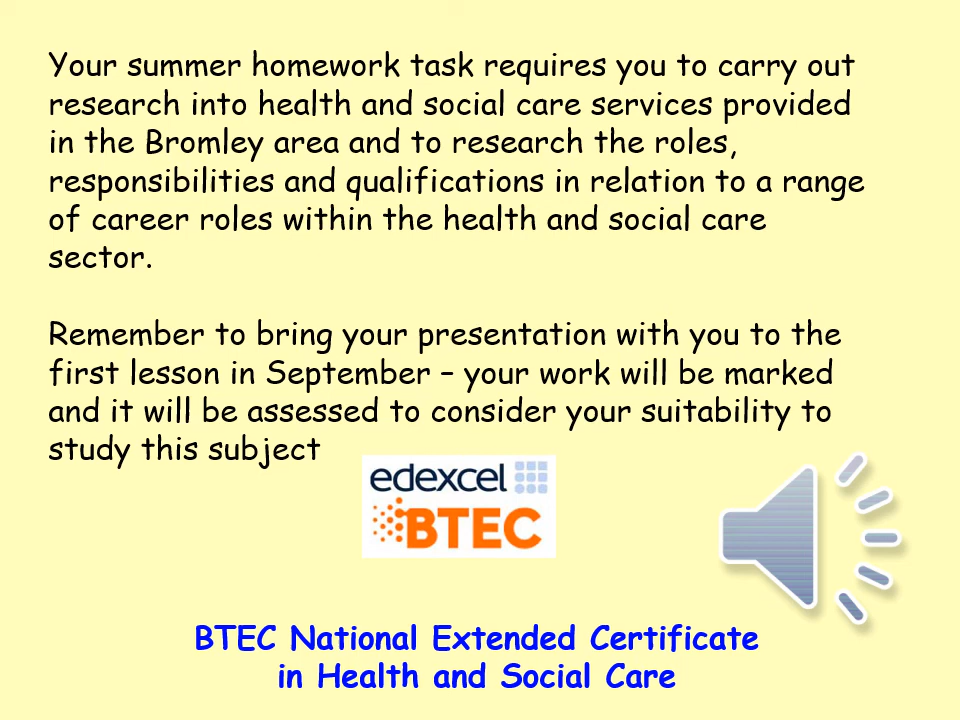 Your summer homework task requires you to carry out
research into health and social care services provided
in the Bromley area and to research the roles,
responsibilities and qualifications in relation to a range
of career roles within the health and social care
sector.
Remember to bring your presentation with you to the
first lesson in September – your work will be marked
and it will be assessed to consider your suitability to
study this subject
edexcel
BTEC
BTEC National Extended Certificate
in Health and Social Care